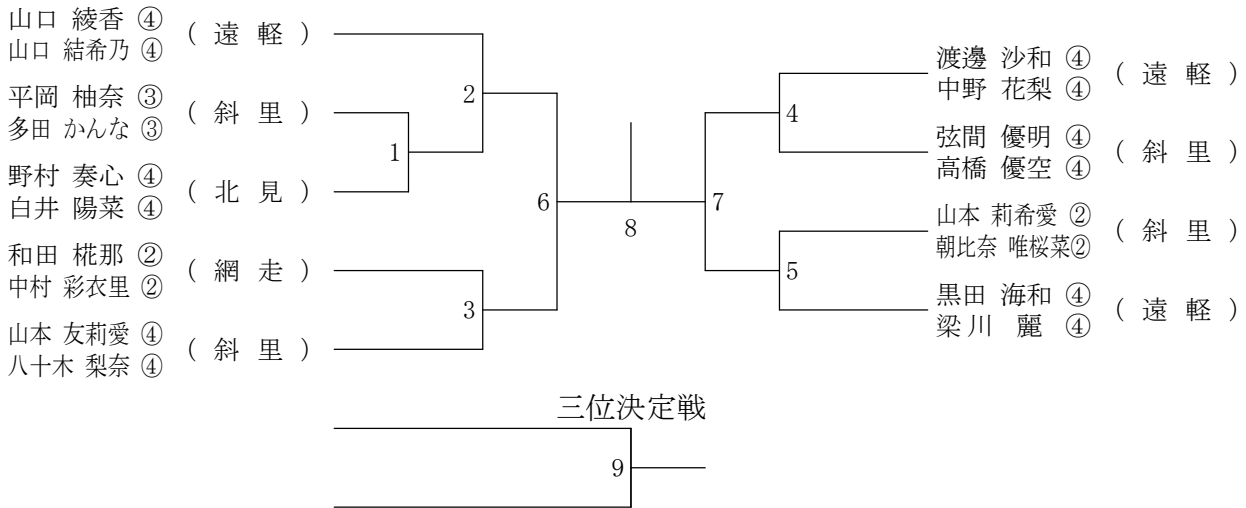 山口 綾香 ④
山口 結希乃 ④
( 遠 軽 )
平岡 柚奈 ③
多田 かんな ③
( 斜 里 )
野村 奏心 ④
白井 陽菜 ④
( 北 見 )
和田 椛那 ②
中村 彩衣里 ②
( 網 走 )
山本 友莉愛 ④
八十木 梨奈 ④
( 斜 里 )
2
1
3
6
8
7
4
5
渡邊 沙和 ④
中野 花梨 ④
( 遠 軽 )
弦間 優明 ④
高橋 優空 ④
( 斜 里 )
山本 莉希愛 ②
朝比奈 唯桜菜②
( 斜 里 )
黒田 海和 ④
梁川 麗 ④
( 遠 軽 )
三位決定戦
9